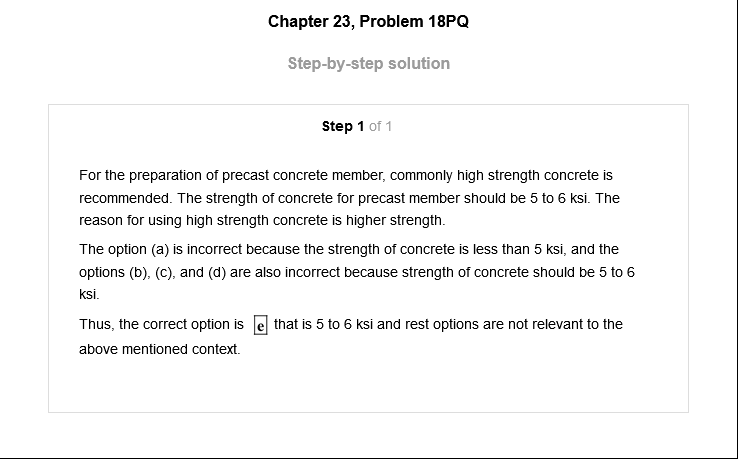 Chapter 23, Problem 18PQ
Step-by-step solution
Step 1 of 1
For the preparation of precast concrete member, commonly high strength concrete is
recommended. The strength of concrete for precast member should be 5 to 6 ksi. The
reason for using high strength concrete is higher strength.
The option (a) is incorrect because the strength of concrete is less than 5 ksi, and the
options (b), (c), and (d) are also incorrect because strength of concrete should be 5 to 6
ksi.
Thus, the correct option is e that is 5 to 6 ksi and rest options are not relevant to the
above mentioned context.